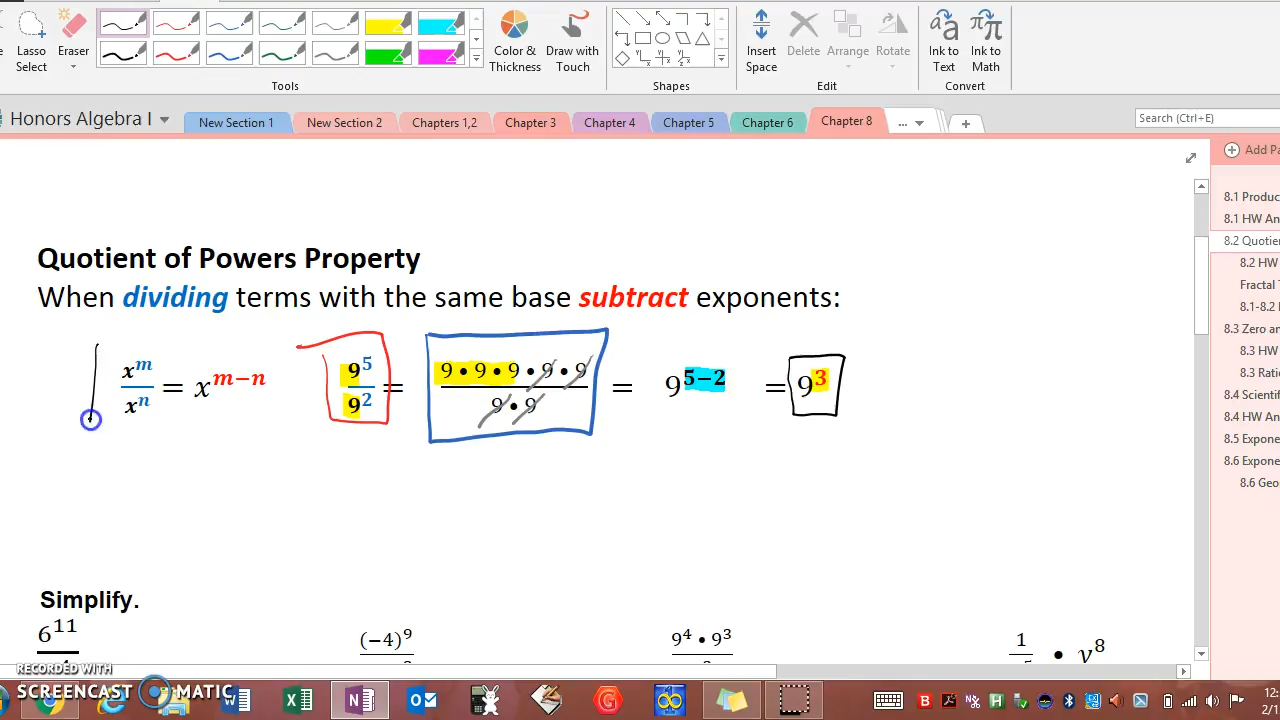 Lasso Select
Eraser
Color & Thickness
Draw with Touch
Insert Space
Delete
Arrange
Rotate
Ink to Text
Ink to Math
Tools
Shapes
Edit
Convert
Honors Algebra I
New Section 1
New Section 2
Chapters 1,2
Chapter 3
Chapter 4
Chapter 5
Chapter 6
Chapter 8
...
Search (Ctrl+E)
Add Pa
8.1 Produc
8.1 HW An
8.2 Quotie
8.2 HW
Fractal T
8.1-8.2 I
8.3 Zero an
8.3 HW
8.3 Ratio
8.4 Scientif
8.4 HW An
8.5 Expone
8.6 Expone
8.6 Geo
Quotient of Powers Property
When dividing terms with the same base subtract exponents:
x^m / x^n = x^(m−n)   9^5 / 9^2 = 9 • 9 • 9 • 9 • 9 / 9 • 9 = 9^(5−2) = 9^3
Simplify.
6^11
(−4)^9
9^4 • 9^3
1 • v^8
RECORDED WITH
SCREENCAST MATIC
12:
2/1